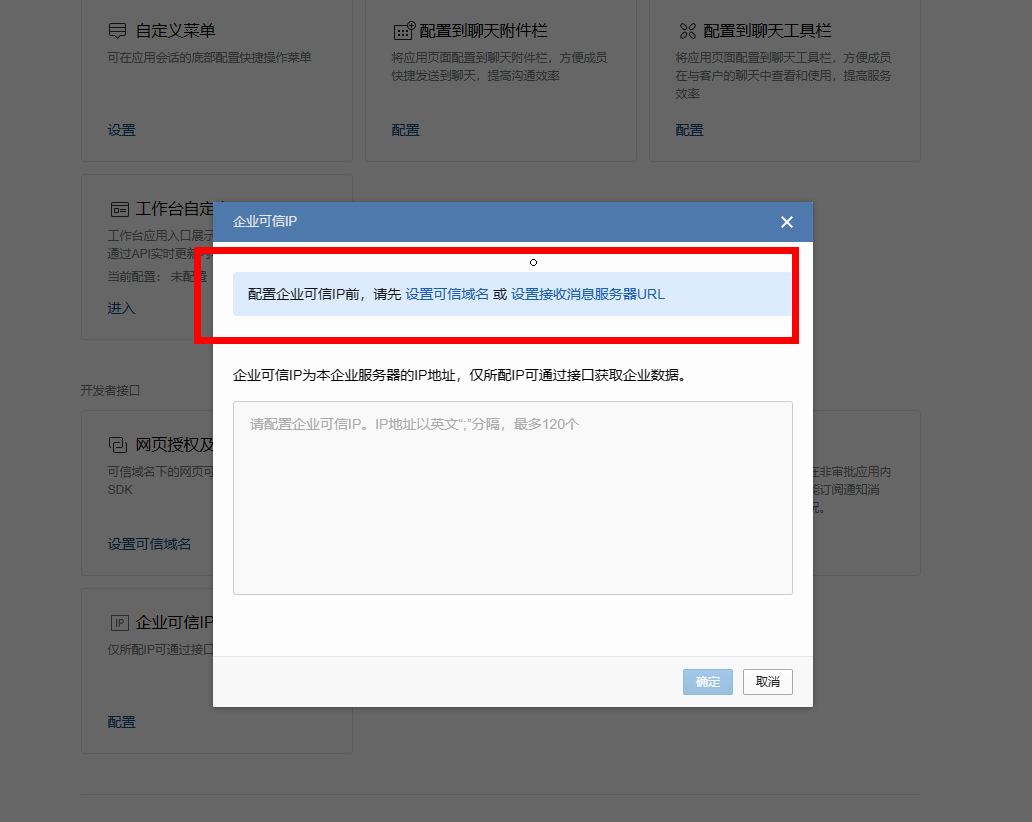 自定义菜单
可在应用会话的底部配置快捷操作菜单
设置
配置到聊天附件栏
将应用页面配置到聊天附件栏，方便成员
快捷发送到聊天，提高沟通效率
配置
配置到聊天工具栏
将应用页面配置到聊天工具栏，方便成员
在与客户的聊天中查看和使用，提高服务
效率
配置
工作台自定
工作台应用入口展示
通过API实时更新
当前配置： 未配置
进入
企业可信IP
配置企业可信IP前，请先 设置可信域名 或 设置接收消息服务器URL
企业可信IP为本企业服务器的IP地址，仅所配IP可通过接口获取企业数据。
请配置企业可信IP。IP地址以英文“;”分隔，最多120个
确定
取消
开发者接口
网页授权及
可信域名下的网页可
SDK
设置可信域名
在非审批应用内
能订阅通知消
况。
IP
企业可信IP
仅所配IP可通过接口
配置